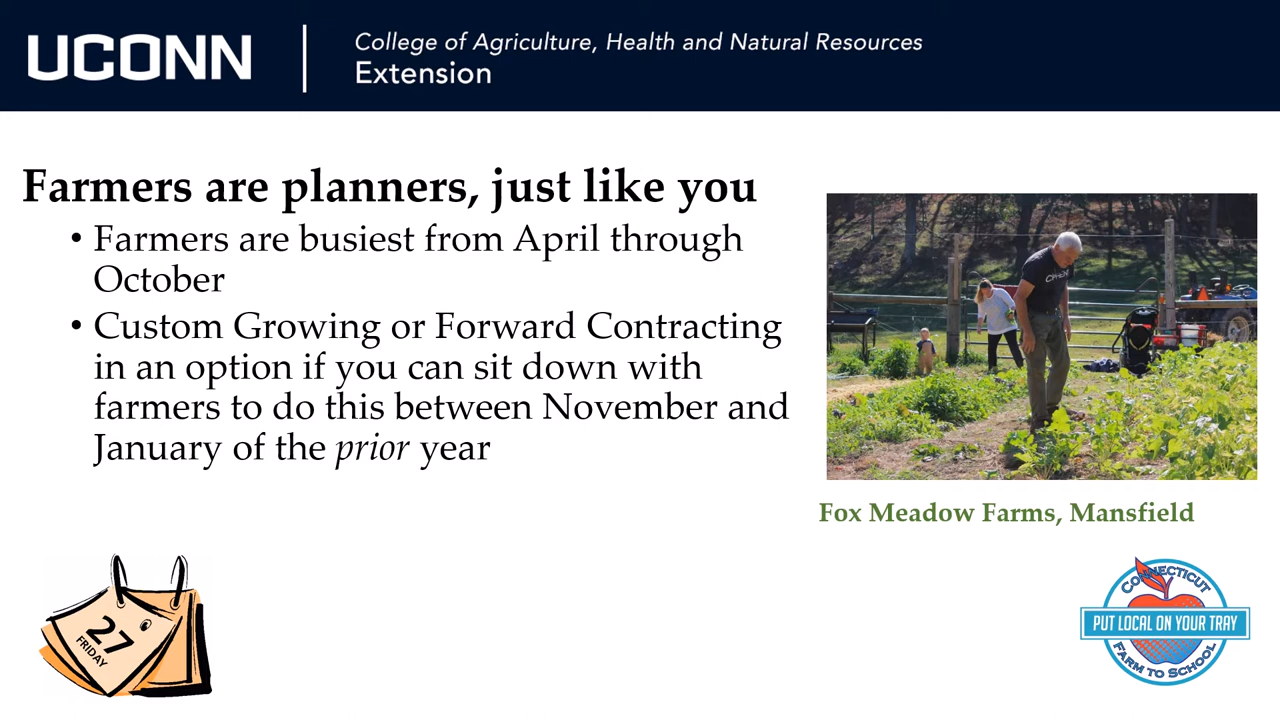 UCONN
College of Agriculture, Health and Natural Resources
Extension
Farmers are planners, just like you
• Farmers are busiest from April through
October
• Custom Growing or Forward Contracting
in an option if you can sit down with
farmers to do this between November and
January of the prior year
Fox Meadow Farms, Mansfield
27
FRIDAY
CONNECTICUT
PUT LOCAL ON YOUR TRAY
FARM TO SCHOOL